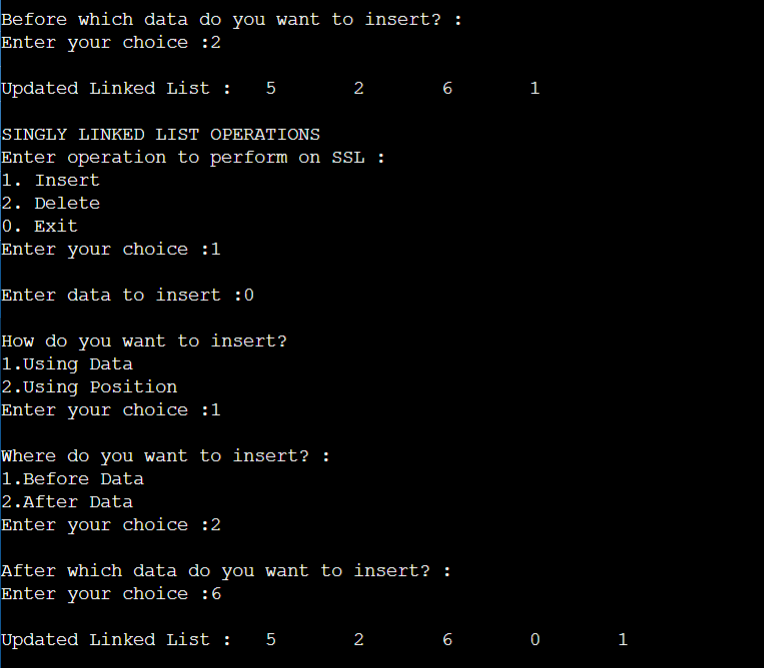 Before which data do you want to insert? :
Enter your choice :2
Updated Linked List :   5       2       6       1
SINGLY LINKED LIST OPERATIONS
Enter operation to perform on SSL :
1. Insert
2. Delete
0. Exit
Enter your choice :1
Enter data to insert :0
How do you want to insert?
1.Using Data
2.Using Position
Enter your choice :1
Where do you want to insert? :
1.Before Data
2.After Data
Enter your choice :2
After which data do you want to insert? :
Enter your choice :6
Updated Linked List :   5       2       6       0       1